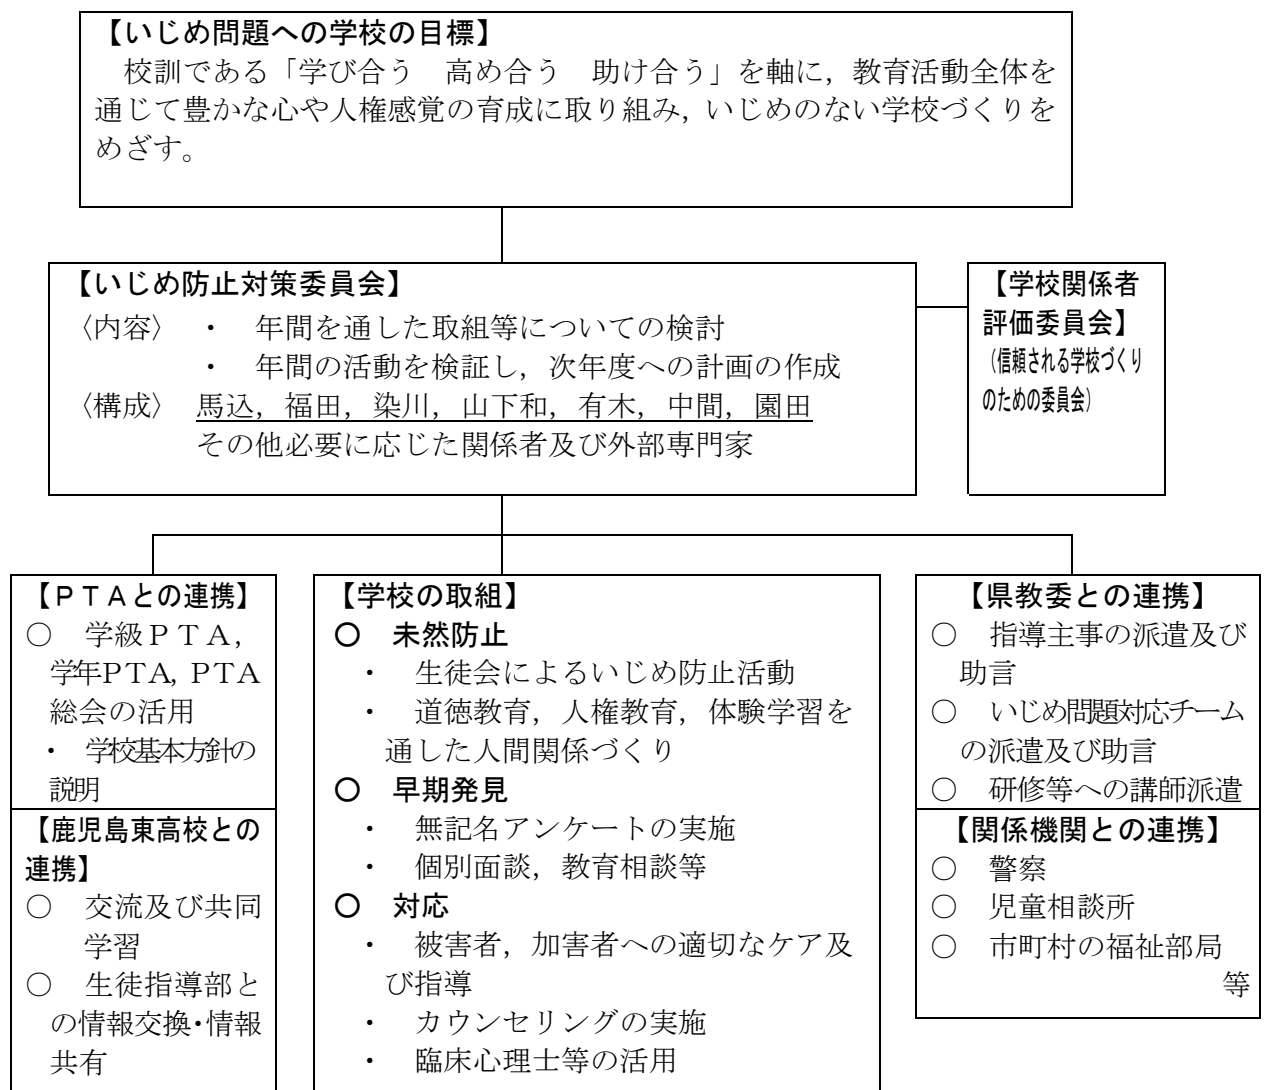 【いじめ問題への学校の目標】
校訓である「学び合う　高め合う　助け合う」を軸に，教育活動全体を
通じて豊かな心や人権感覚の育成に取り組み，いじめのない学校づくりを
めざす。
【いじめ防止対策委員会】
〈内容〉　・　年間を通した取組等についての検討
・　年間の活動を検証し，次年度への計画の作成
〈構成〉　馬込，福田，染川，山下和，有木，中間，園田
その他必要に応じた関係者及び外部専門家
【学校関係者
評価委員会】
（信頼される学校づくり
のための委員会）
【ＰＴＡとの連携】
○　学級ＰＴＡ，
学年PTA，PTA
総会の活用
・　学校基本方針の
説明
【鹿児島東高校との
連携】
○　交流及び共同
学習
○　生徒指導部と
の情報交換・情報
共有
【学校の取組】
○　未然防止
・　生徒会によるいじめ防止活動
・　道徳教育，人権教育，体験学習を
通した人間関係づくり
○　早期発見
・　無記名アンケートの実施
・　個別面談，教育相談等
○　対応
・　被害者，加害者への適切なケア及
び指導
・　カウンセリングの実施
・　臨床心理士等の活用
【県教委との連携】
○　指導主事の派遣及び
助言
○　いじめ問題対応チーム
の派遣及び助言
○　研修等への講師派遣
【関係機関との連携】
○　警察
○　児童相談所
○　市町村の福祉部局
等